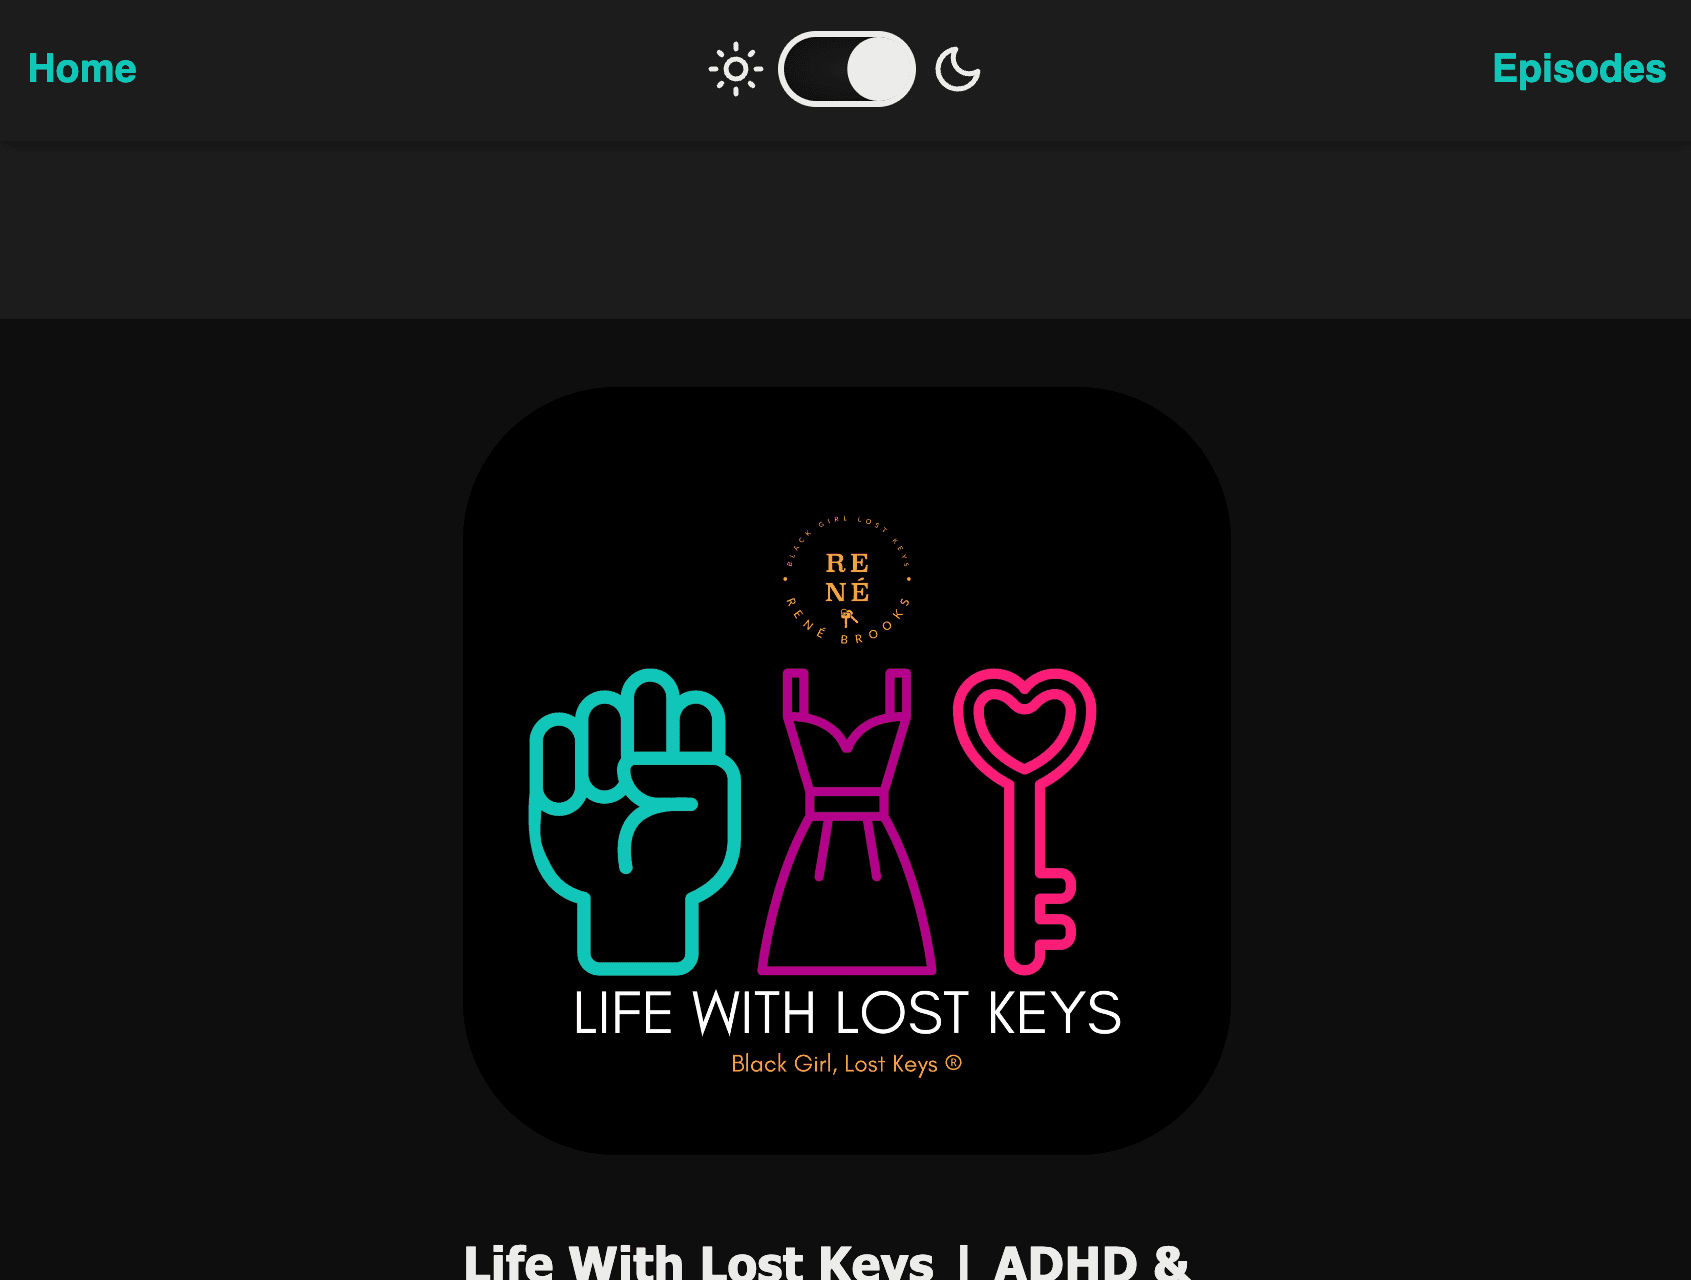 Home
Episodes
BLACK GIRL LOST KEYS
RE
NÉ
RENÉ BROOKS
LIFE WITH LOST KEYS
Black Girl, Lost Keys ®
Life With Lost Keys | ADHD &